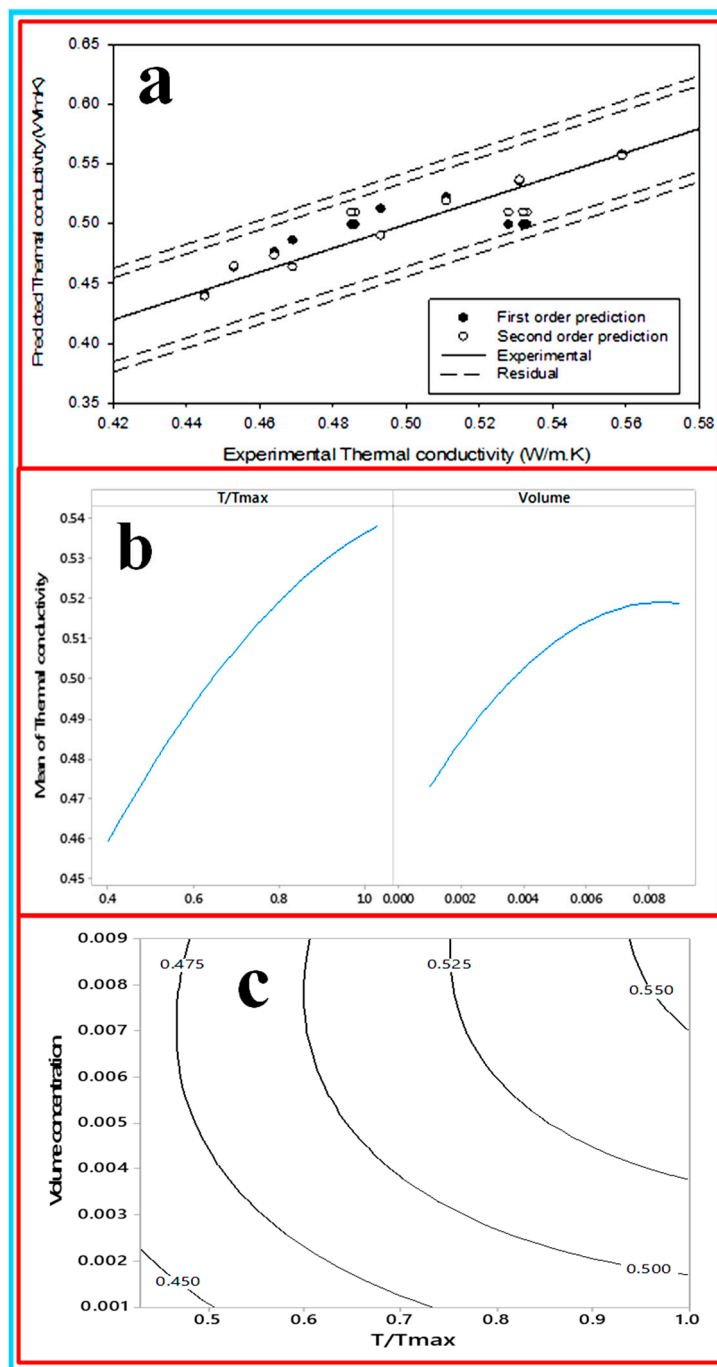 a
0.65
0.60
0.55
0.50
0.45
0.40
0.35
Predicted Thermal conductivity (W/mK)
First order prediction
Second order prediction
Experimental
Residual
0.42 0.44 0.46 0.48 0.50 0.52 0.54 0.56 0.58
Experimental Thermal conductivity (W/m.K)
T/Tmax Volume
b
0.54
0.53
0.52
0.51
0.50
0.49
0.48
0.47
0.46
0.45
Mean of Thermal conductivity
0.4 0.6 0.8 1.0 0.000 0.002 0.004 0.006 0.008
c
0.009
0.008
0.007
0.006
0.005
0.004
0.003
0.002
0.001
Volume concentration
0.475
0.525
0.550
0.500
0.450
0.5 0.6 0.7 0.8 0.9 1.0
T/Tmax